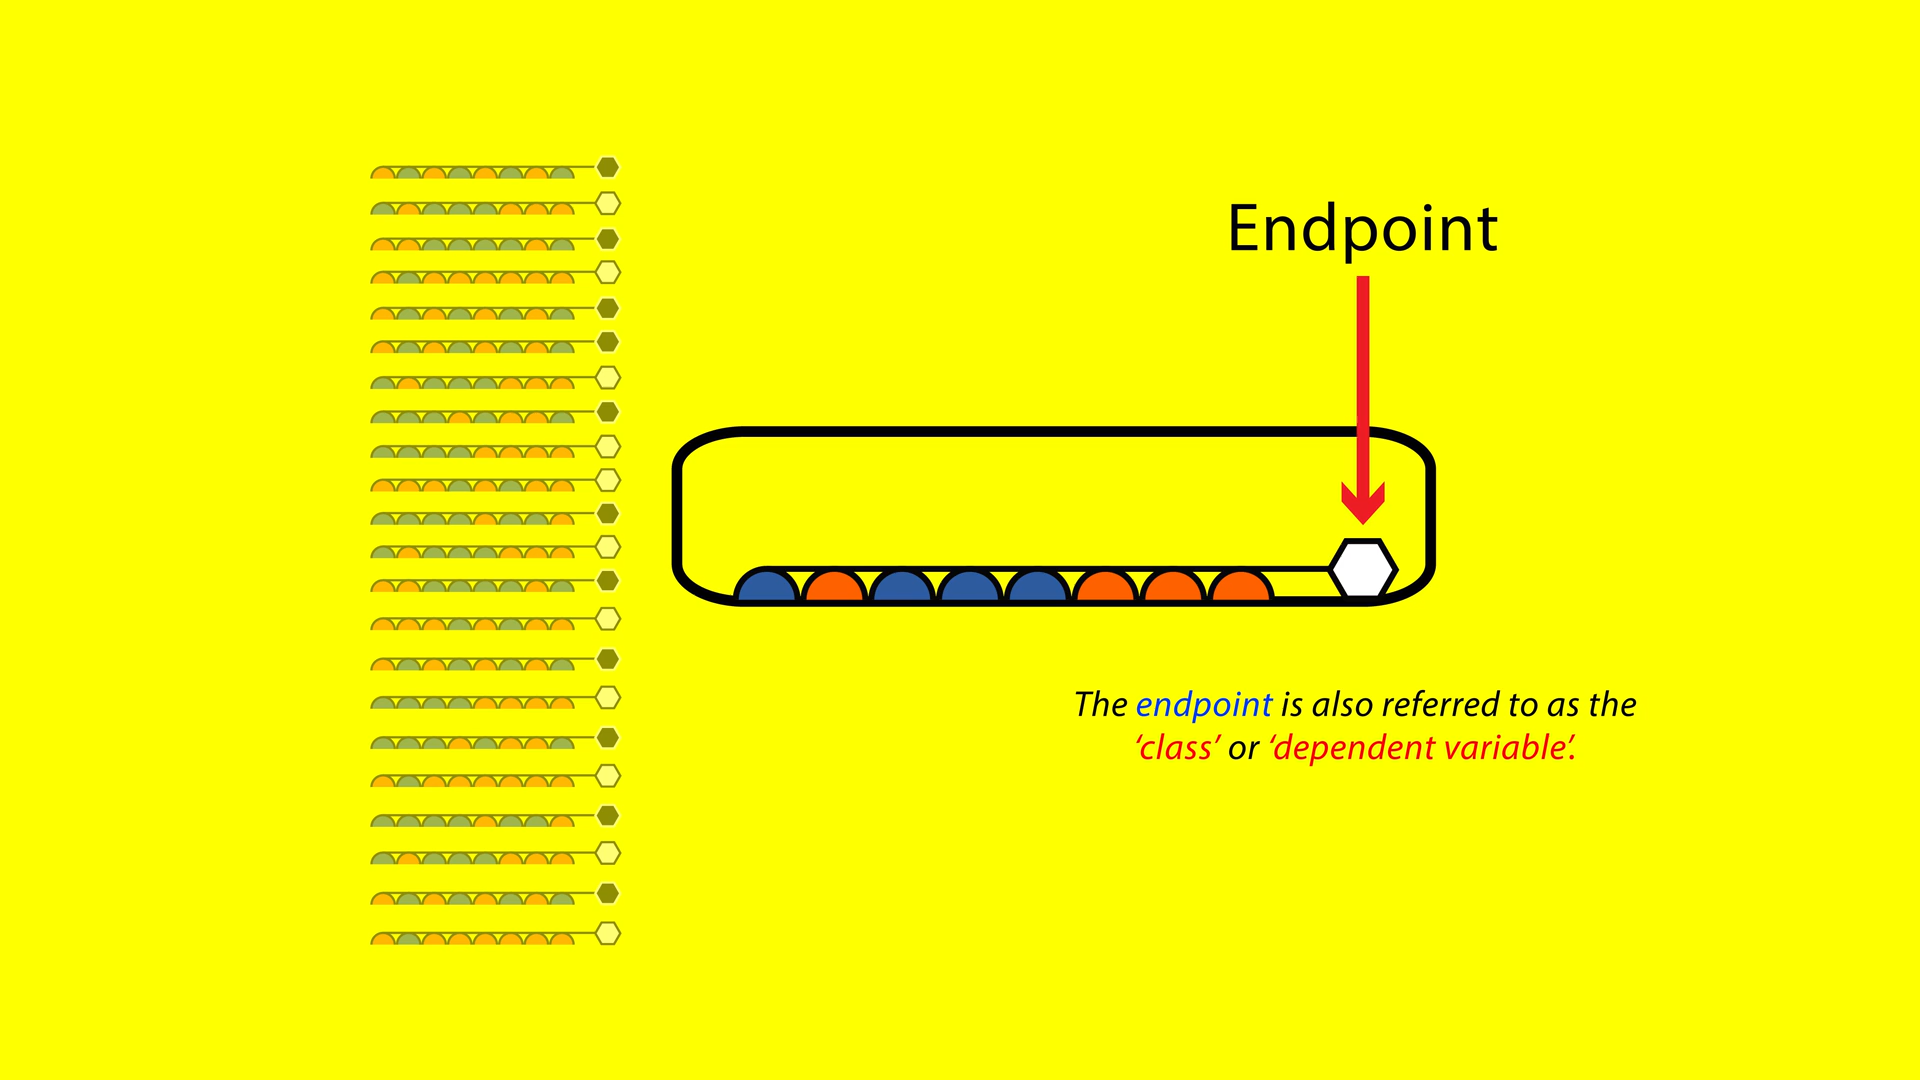 Endpoint
The endpoint is also referred to as the
‘class’ or ‘dependent variable’.